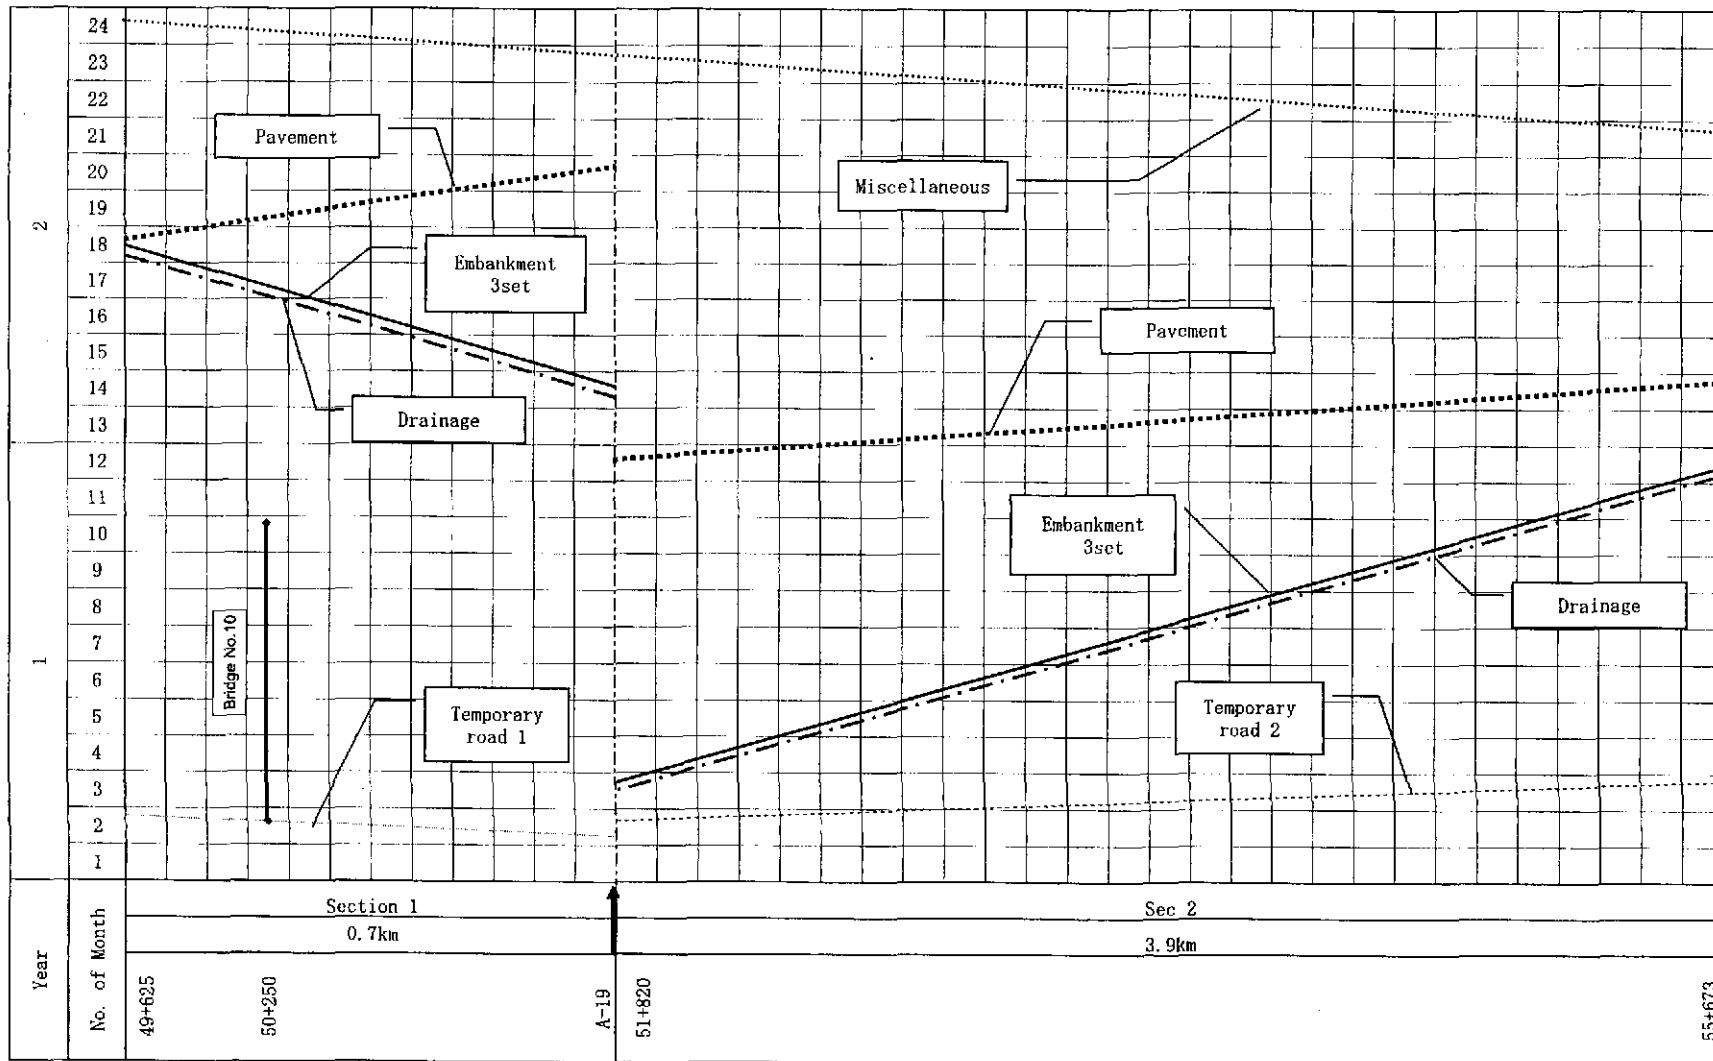 24
23
22
21
20
19
18
17
16
15
14
13
12
11
10
9
8
7
6
5
4
3
2
1
2
1
Pavement
Embankment
3set
Drainage
Miscellaneous
Pavement
Embankment
3set
Drainage
Bridge No.10
Temporary
road 1
Temporary
road 2
Year
No. of Month
Section 1
Sec 2
0.7km
3.9km
49+625
50+250
A-19
51+820
55+673